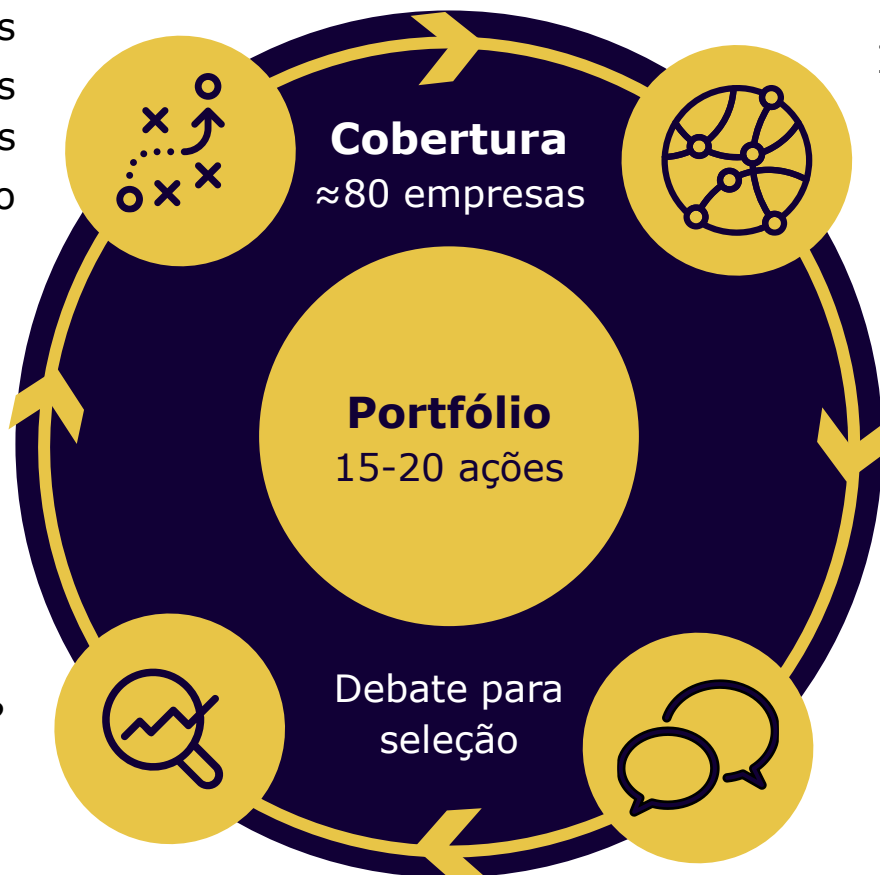 s
s
s
o
Cobertura
≈80 empresas
Portfólio
15-20 ações
Debate para
seleção